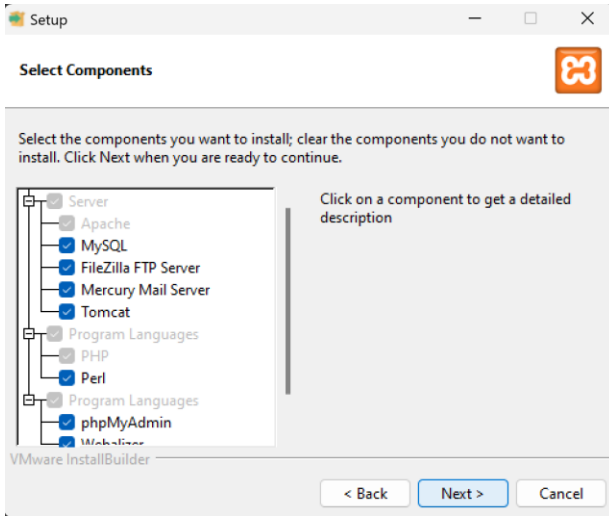 Setup
Select Components
Select the components you want to install; clear the components you do not want to
install. Click Next when you are ready to continue.
Server
Apache
MySQL
FileZilla FTP Server
Mercury Mail Server
Tomcat
Program Languages
PHP
Perl
Program Languages
phpMyAdmin
Webalizer
Click on a component to get a detailed
description
VMware InstallBuilder
< Back
Next >
Cancel